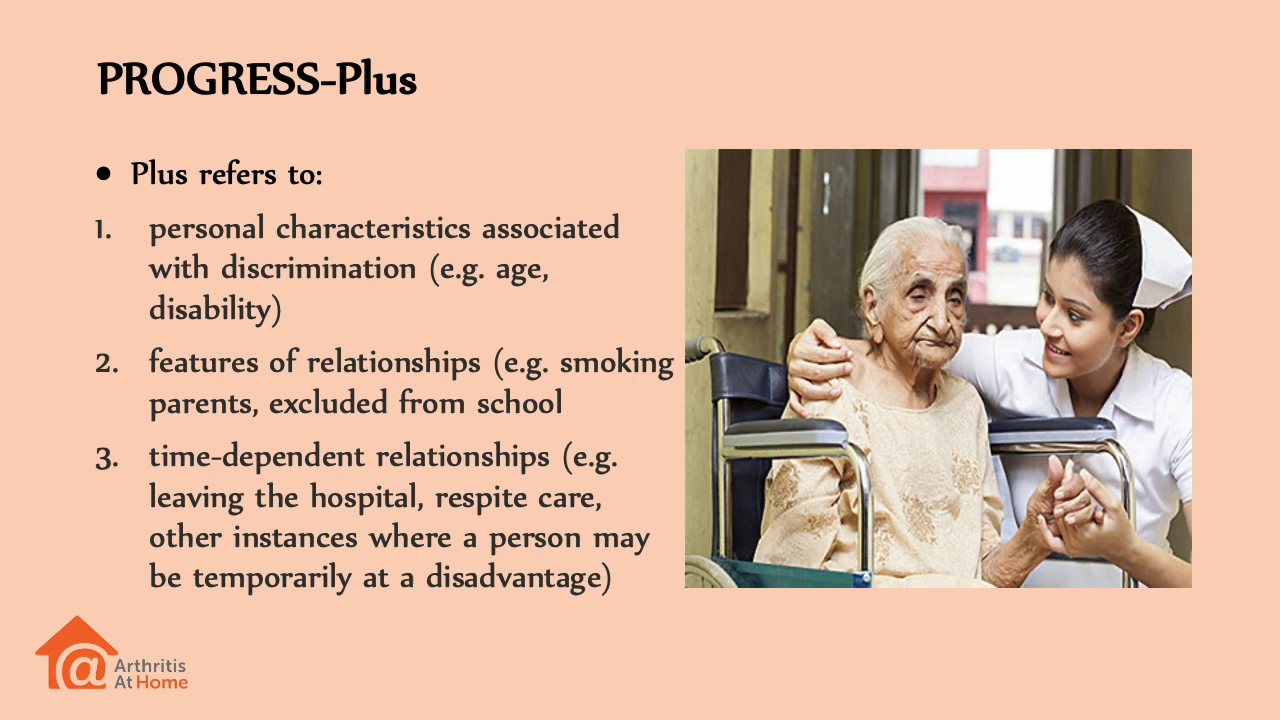 PROGRESS-Plus
• Plus refers to:
1. personal characteristics associated
with discrimination (e.g. age,
disability)
2. features of relationships (e.g. smoking
parents, excluded from school
3. time-dependent relationships (e.g.
leaving the hospital, respite care,
other instances where a person may
be temporarily at a disadvantage)
@ Arthritis
At Home